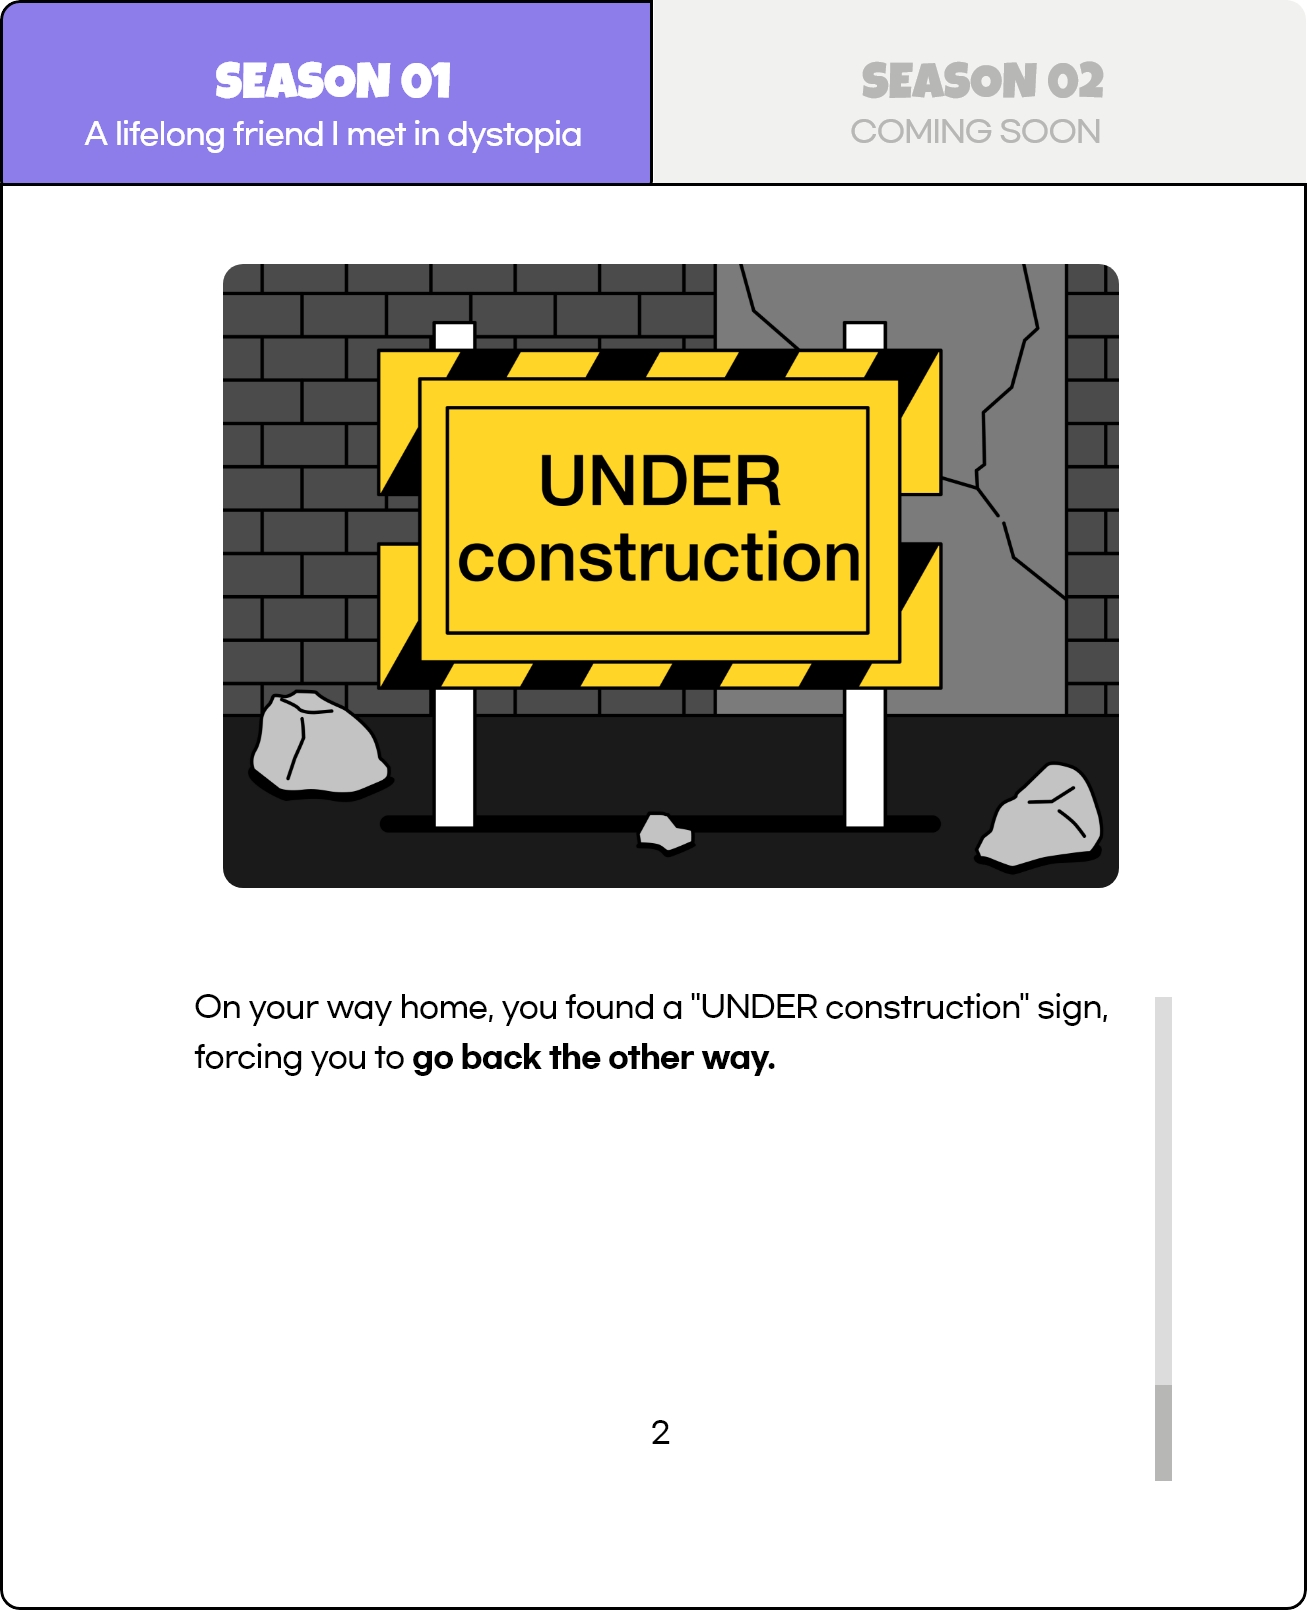 SEASON 01
A lifelong friend I met in dystopia
SEASON 02
COMING SOON
UNDER
construction
On your way home, you found a "UNDER construction" sign,
forcing you to go back the other way.
2